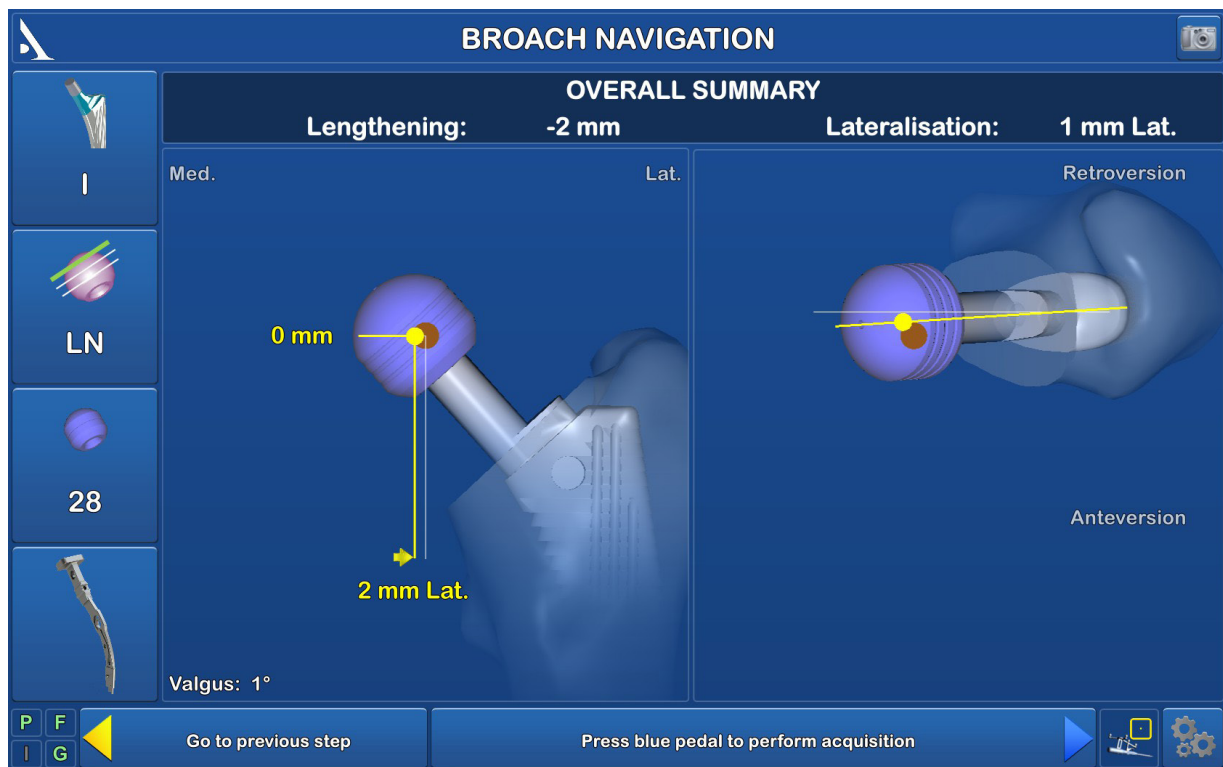 BROACH NAVIGATION
OVERALL SUMMARY
Lengthening: -2 mm Lateralisation: 1 mm Lat.
I
LN
28
Med. Lat.
0 mm
2 mm Lat.
Valgus: 1°
Retroversion
Anteversion
P F
I G
Go to previous step
Press blue pedal to perform acquisition